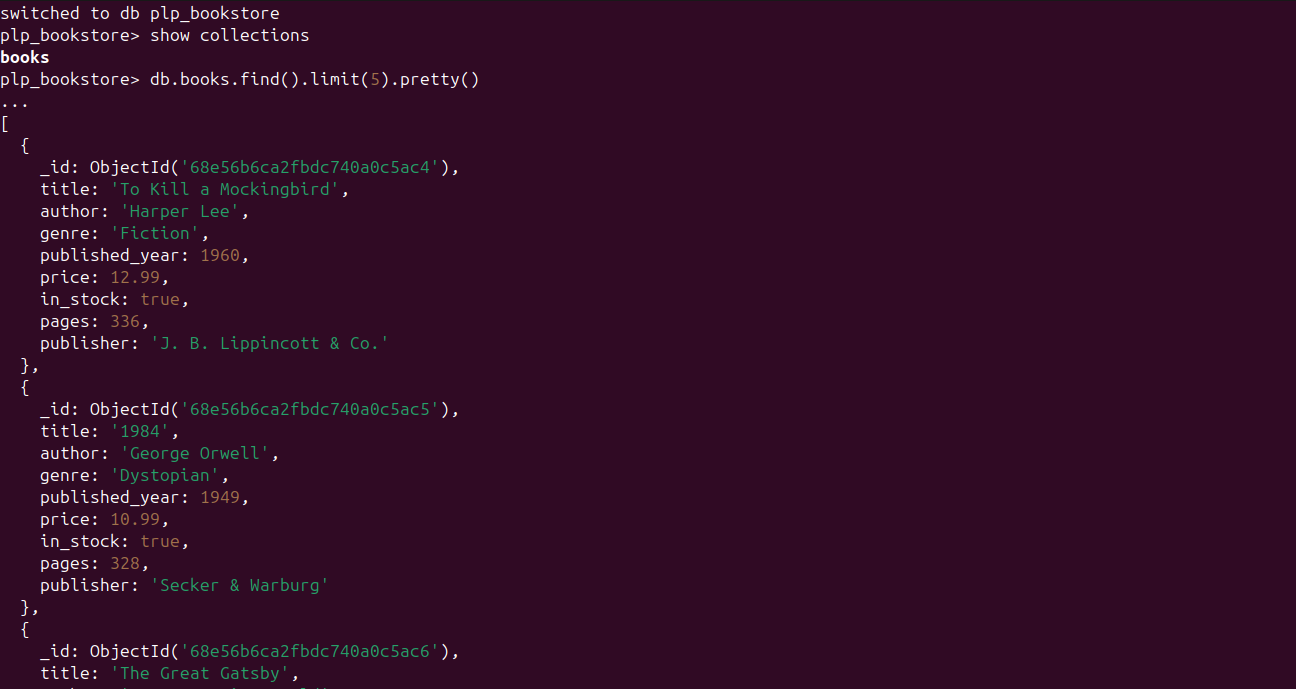 switched to db plp_bookstore
plp_bookstore> show collections
books
plp_bookstore> db.books.find().limit(5).pretty()
...
[
  {
    _id: ObjectId('68e56b6ca2fbdc740a0c5ac4'),
    title: 'To Kill a Mockingbird',
    author: 'Harper Lee',
    genre: 'Fiction',
    published_year: 1960,
    price: 12.99,
    in_stock: true,
    pages: 336,
    publisher: 'J. B. Lippincott & Co.'
  },
  {
    _id: ObjectId('68e56b6ca2fbdc740a0c5ac5'),
    title: '1984',
    author: 'George Orwell',
    genre: 'Dystopian',
    published_year: 1949,
    price: 10.99,
    in_stock: true,
    pages: 328,
    publisher: 'Secker & Warburg'
  },
  {
    _id: ObjectId('68e56b6ca2fbdc740a0c5ac6'),
    title: 'The Great Gatsby',